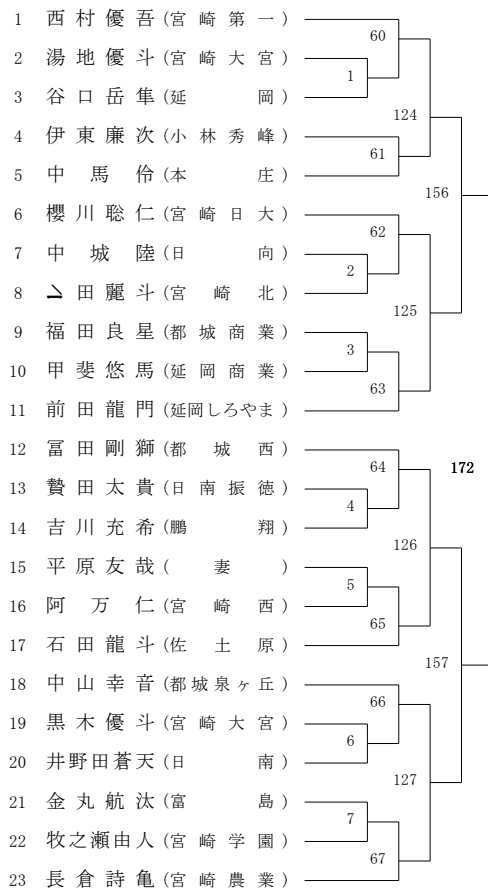 1 西村優吾(宮崎第一)
60
2 湯地優斗(宮崎大宮)
1
3 谷口岳隼(延岡)
124
4 伊東廉次(小林秀峰)
61
5 中馬伶(本庄)
156
6 櫻川聡仁(宮崎日大)
62
7 中城陸(日向)
2
8 田麗斗(宮崎北)
125
9 福田良星(都城商業)
3
10 甲斐悠馬(延岡商業)
63
11 前田龍門(延岡しろやま)
12 冨田剛獅(都城西)
64
172
13 贄田太貴(日南振徳)
4
14 吉川充希(鵬翔)
126
15 平原友哉(妻)
5
16 阿万仁(宮崎西)
65
17 石田龍斗(佐土原)
157
18 中山幸音(都城泉ヶ丘)
66
19 黒木優斗(宮崎大宮)
6
20 井野田蒼天(日南)
127
21 金丸航汰(富島)
7
22 牧之瀬由人(宮崎学園)
67
23 長倉詩亀(宮崎農業)